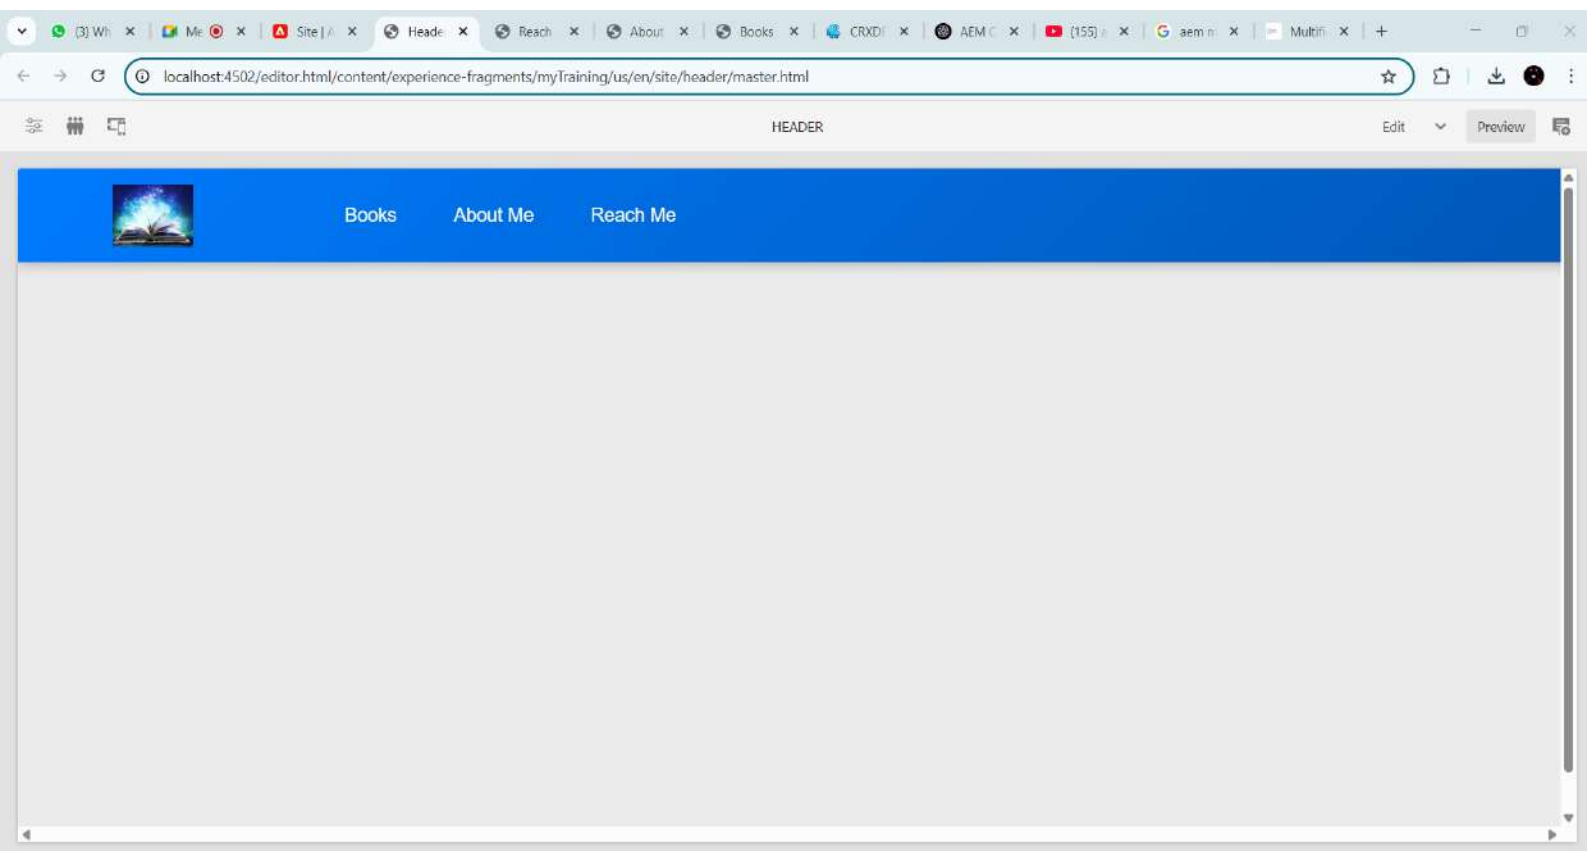 (3) Wh Me Site | A Heade Reach About Books CRXD AEM C (155) aem n Multifi
localhost:4502/editor.html/content/experience-fragments/myTraining/us/en/site/header/master.html
HEADER Edit Preview
Books About Me Reach Me